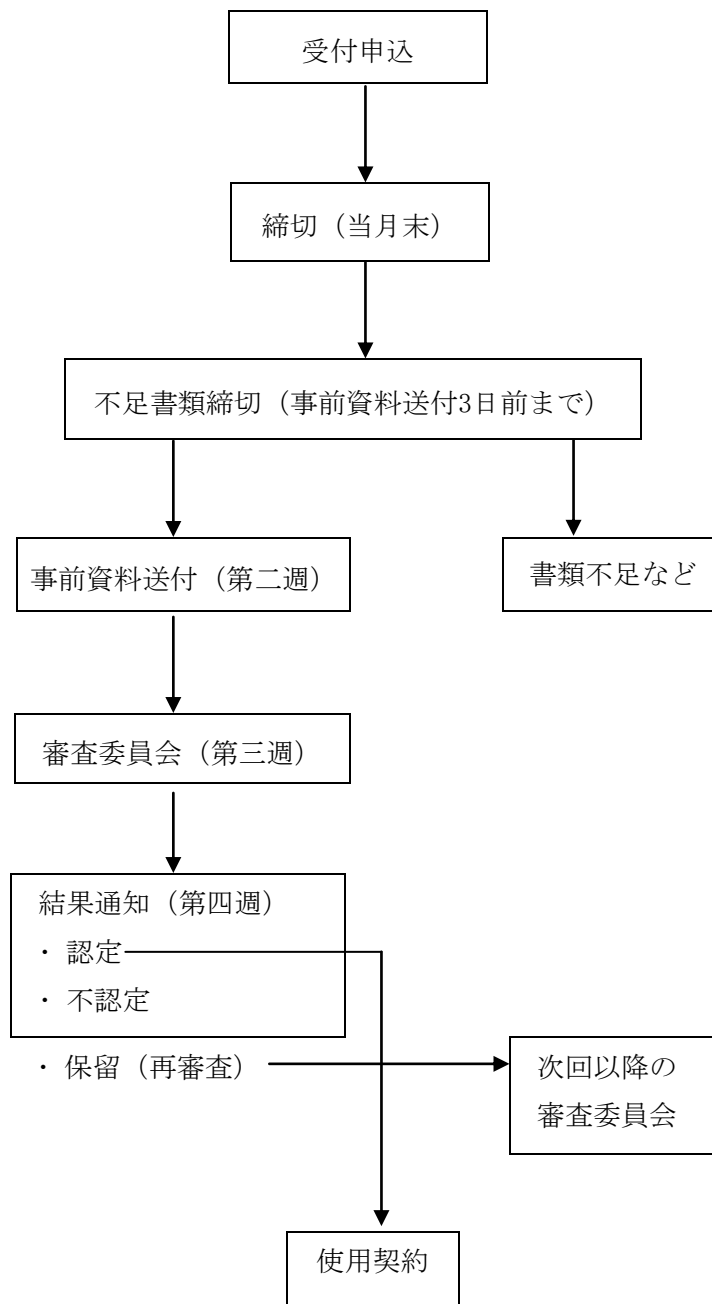 受付申込
締切（当月末）
不足書類締切（事前資料送付3日前まで）
事前資料送付（第二週）
書類不足など
審査委員会（第三週）
結果通知（第四週）
・認定
・不認定
・保留（再審査）
次回以降の
審査委員会
使用契約